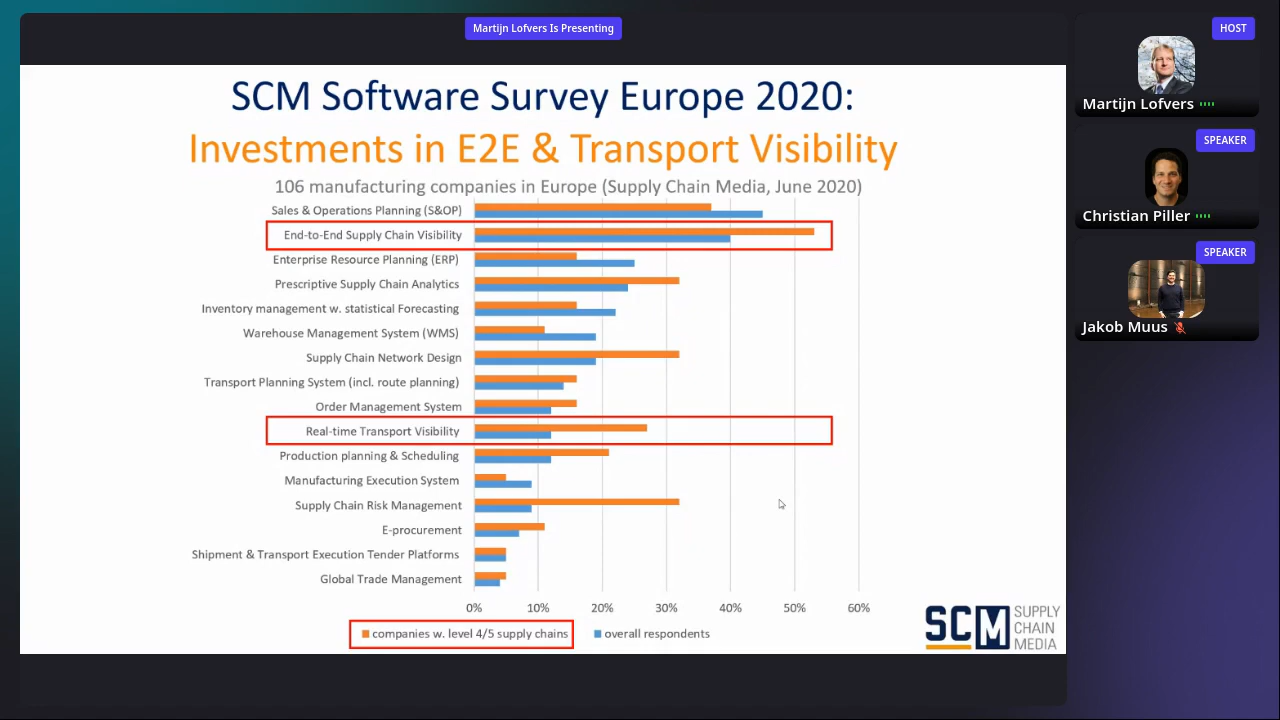 Martijn Lofvers Is Presenting
HOST
Martijn Lofvers
SPEAKER
Christian Piller
SPEAKER
Jakob Muus
SCM Software Survey Europe 2020:
Investments in E2E & Transport Visibility
106 manufacturing companies in Europe (Supply Chain Media, June 2020)
Sales & Operations Planning (S&OP)
End-to-End Supply Chain Visibility
Enterprise Resource Planning (ERP)
Prescriptive Supply Chain Analytics
Inventory management w. statistical Forecasting
Warehouse Management System (WMS)
Supply Chain Network Design
Transport Planning System (incl. route planning)
Order Management System
Real-time Transport Visibility
Production planning & Scheduling
Manufacturing Execution System
Supply Chain Risk Management
E-procurement
Shipment & Transport Execution Tender Platforms
Global Trade Management
0% 10% 20% 30% 40% 50% 60%
companies w. level 4/5 supply chains overall respondents
SCM
SUPPLY
CHAIN
MEDIA